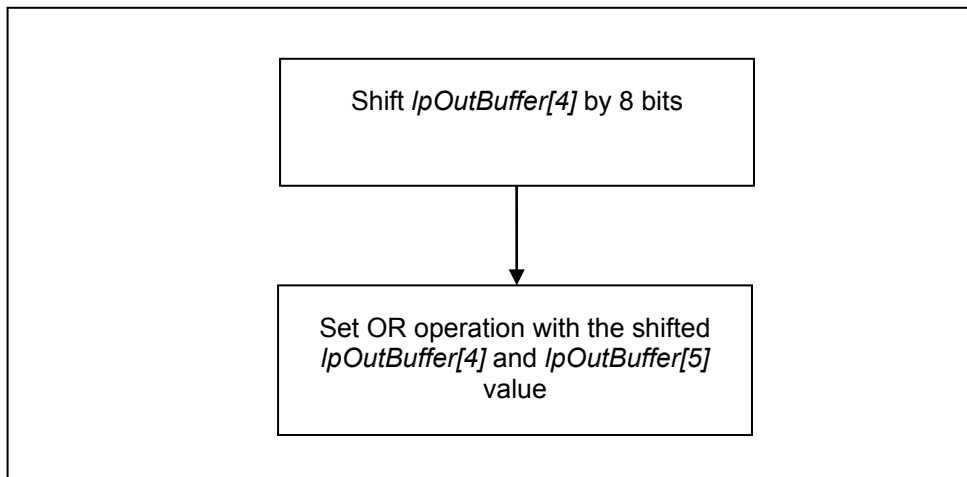 Shift lpOutBuffer[4] by 8 bits
Set OR operation with the shifted
lpOutBuffer[4] and lpOutBuffer[5]
value